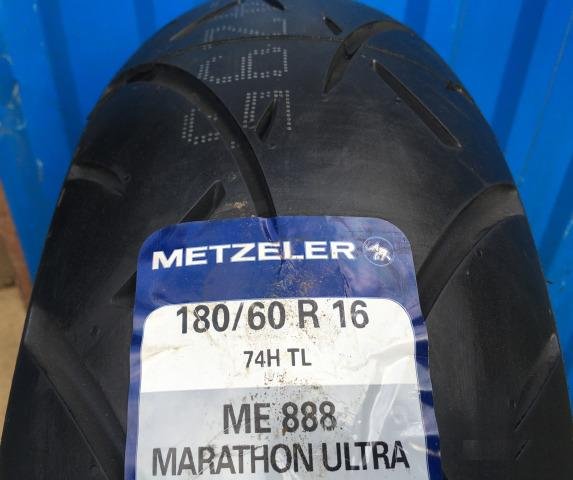 METZELER
180/60 R 16
74H TL
ME 888
MARATHON ULTRA